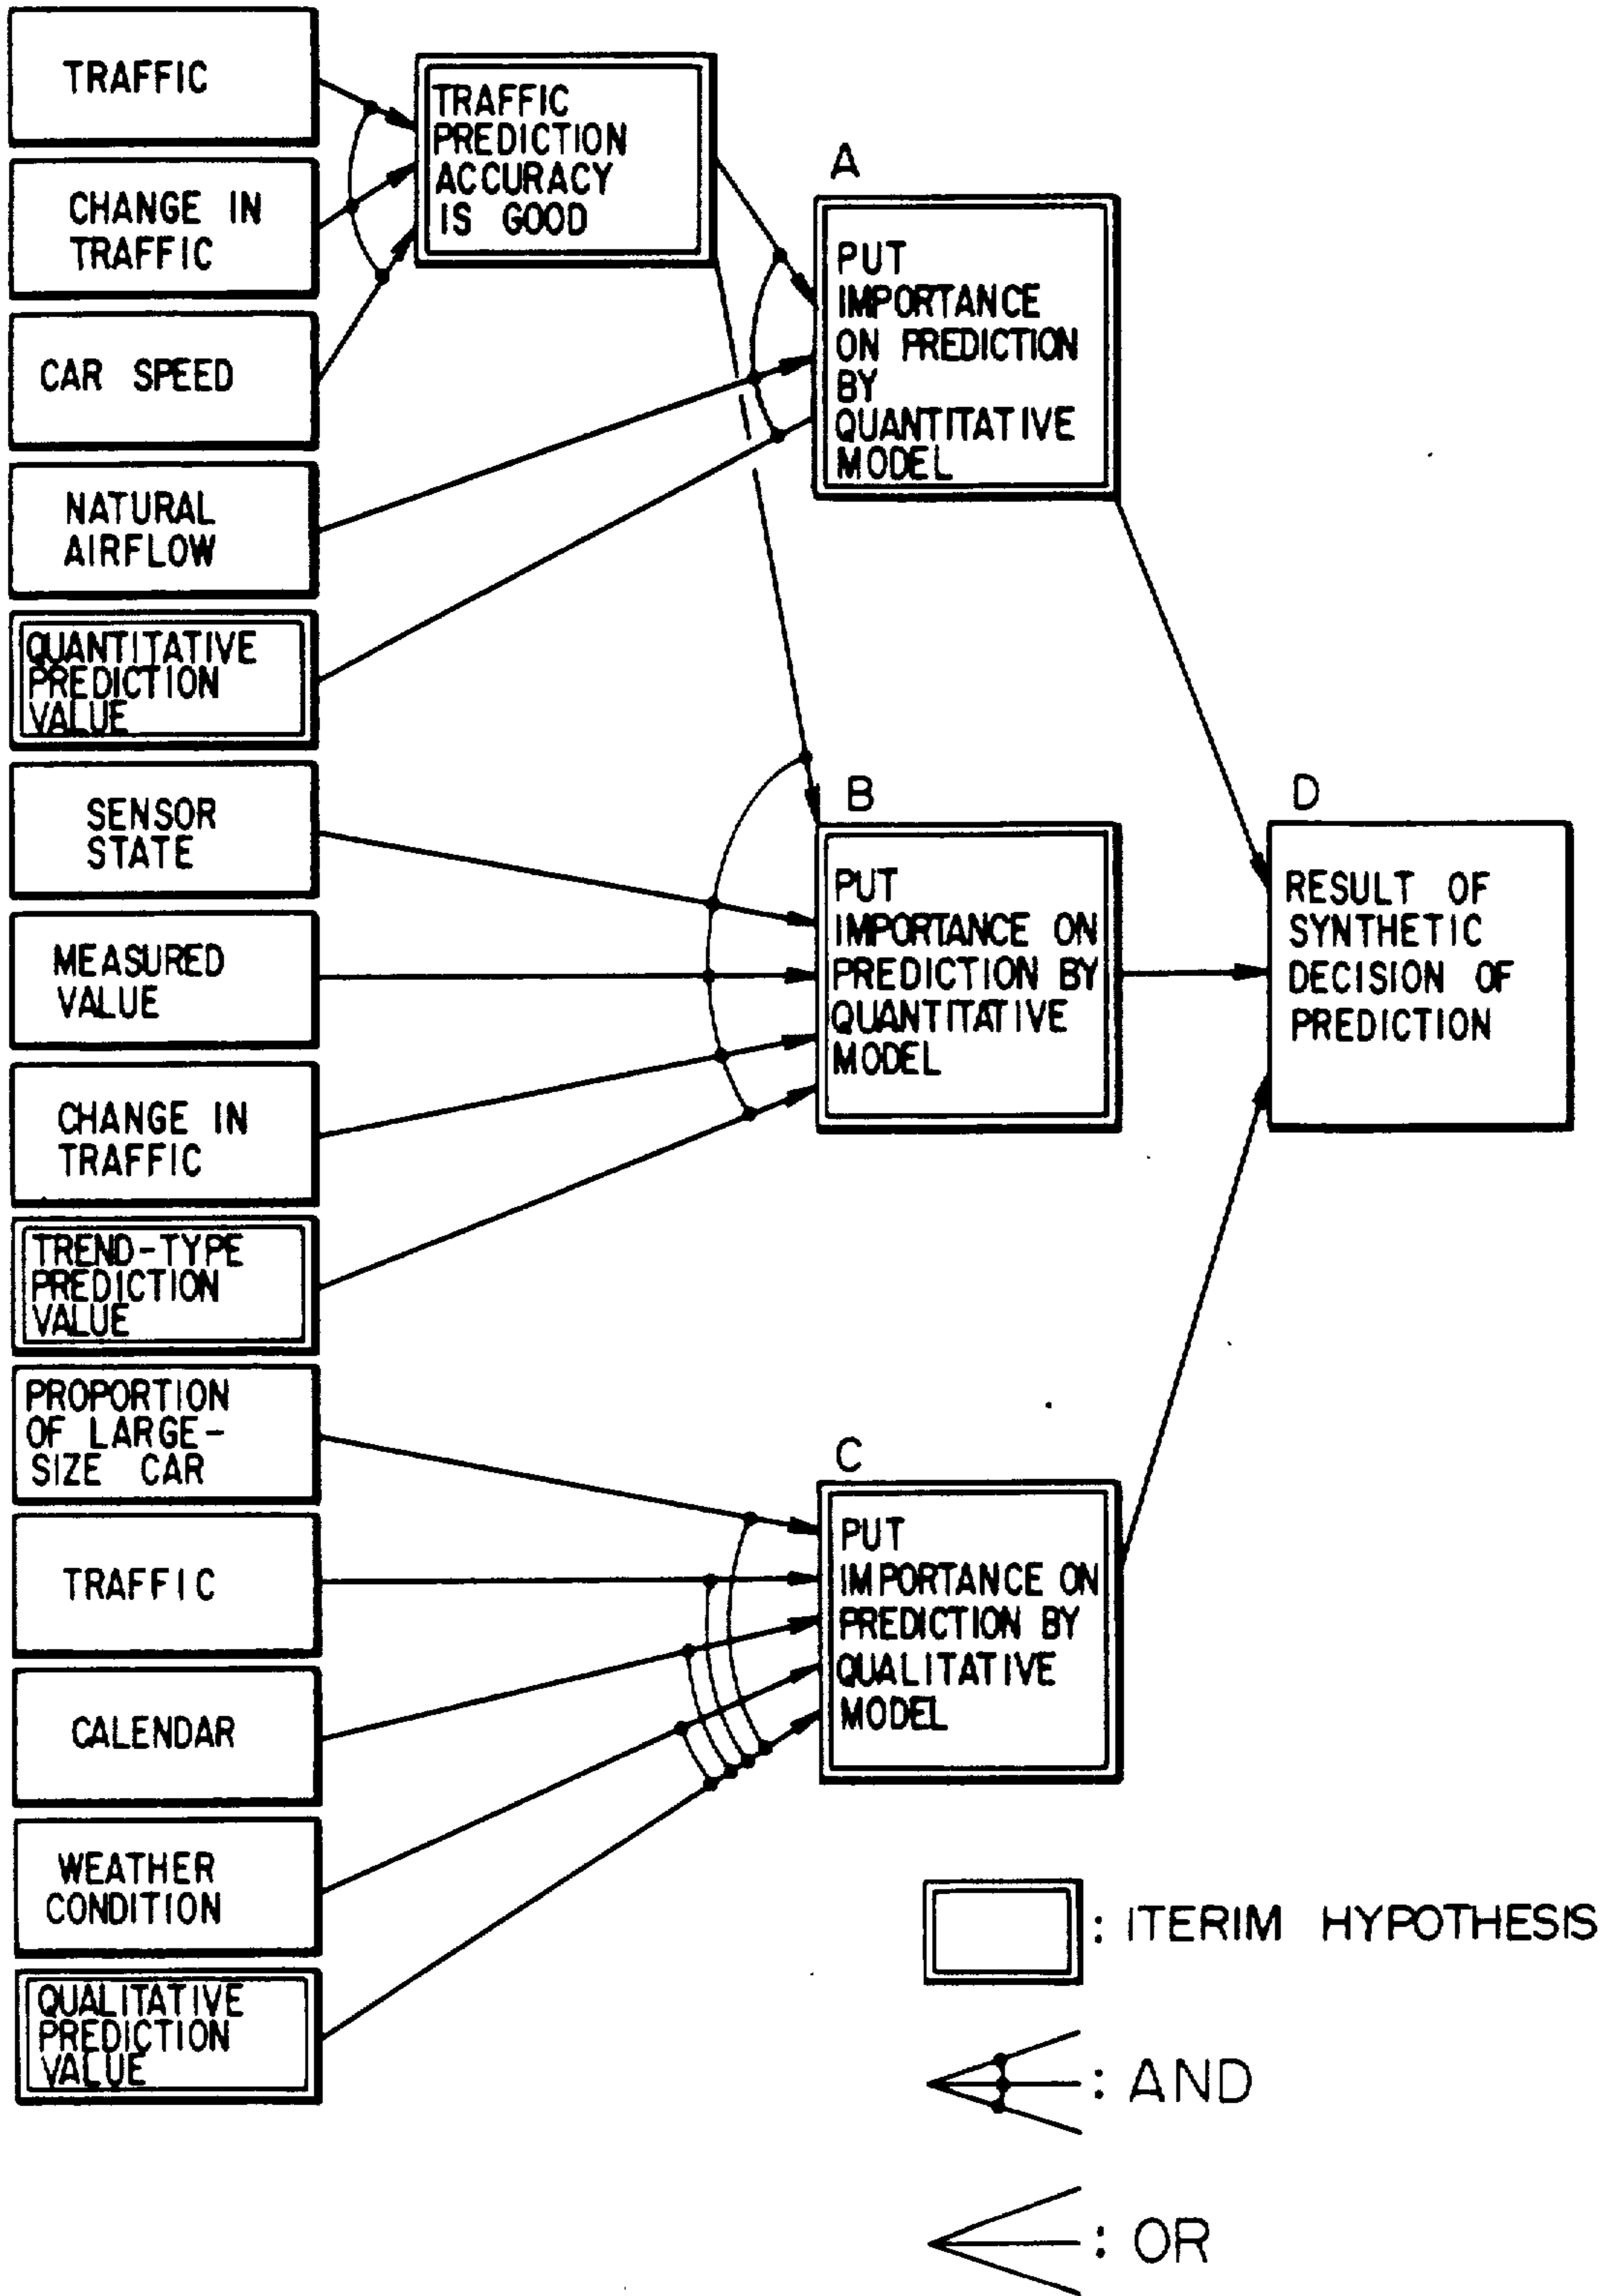 TRAFFIC
CHANGE IN
TRAFFIC
CAR SPEED
NATURAL
AIRFLOW
QUANTITATIVE
PREDICTION
VALUE
SENSOR
STATE
MEASURED
VALUE
CHANGE IN
TRAFFIC
TREND-TYPE
PREDICTION
VALUE
PROPORTION
OF LARGE-
SIZE CAR
TRAFFIC
CALENDAR
WEATHER
CONDITION
QUALITATIVE
PREDICTION
VALUE
TRAFFIC
PREDICTION
ACCURACY
IS GOOD
A
PUT
IMPORTANCE
ON PREDICTION
BY
QUANTITATIVE
MODEL
B
PUT
IMPORTANCE ON
PREDICTION BY
QUANTITATIVE
MODEL
C
PUT
IMPORTANCE ON
PREDICTION BY
QUALITATIVE
MODEL
D
RESULT OF
SYNTHETIC
DECISION OF
PREDICTION
: ITERIM HYPOTHESIS
: AND
: OR